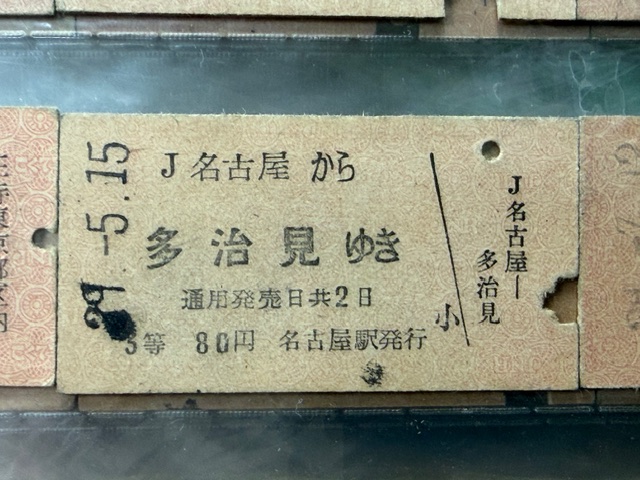 -5.15
J 名古屋 から
多治見 ゆき
通用発売日共2日
3等 80円 名古屋駅発行
小
J名古屋ー
多治見